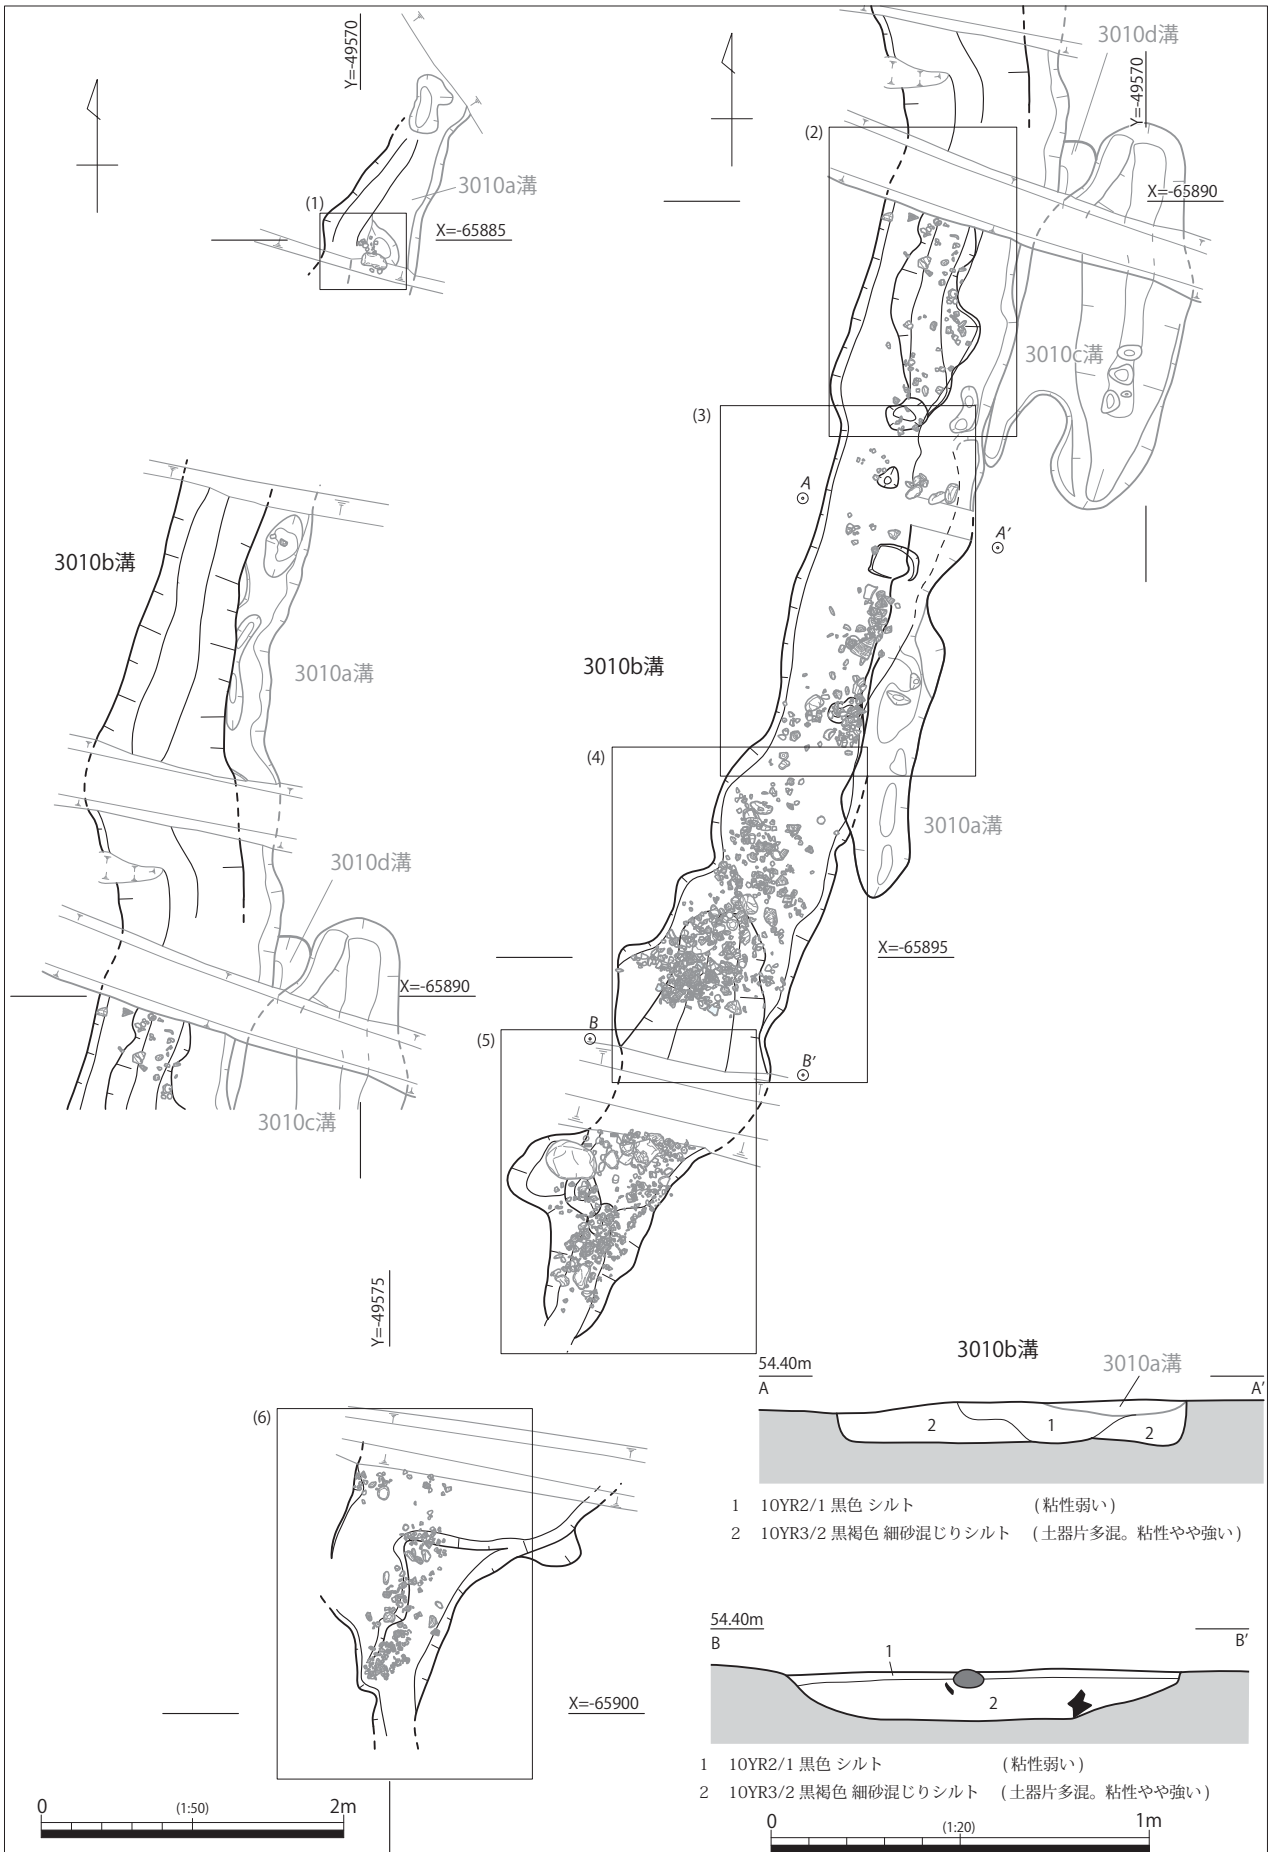 Y=-49570
3010a溝
(1)
X=-65885
3010d溝
Y=-49570
(2)
X=-65890
3010c溝
(3)
A
A'
3010b溝
3010a溝
3010b溝
(4)
3010d溝
3010a溝
X=-65895
X=-65890
(5)
B
B'
3010c溝
Y=-49575
3010b溝
54.40m
3010a溝
A
A'
2
1
2
1 10YR2/1 黒色 シルト (粘性弱い)
2 10YR3/2 黒褐色 細砂混じりシルト (土器片多混。粘性やや強い)
(6)
X=-65900
54.40m
B
B'
1
2
1 10YR2/1 黒色 シルト (粘性弱い)
2 10YR3/2 黒褐色 細砂混じりシルト (土器片多混。粘性やや強い)
0 (1:50) 2m
0 (1:20) 1m